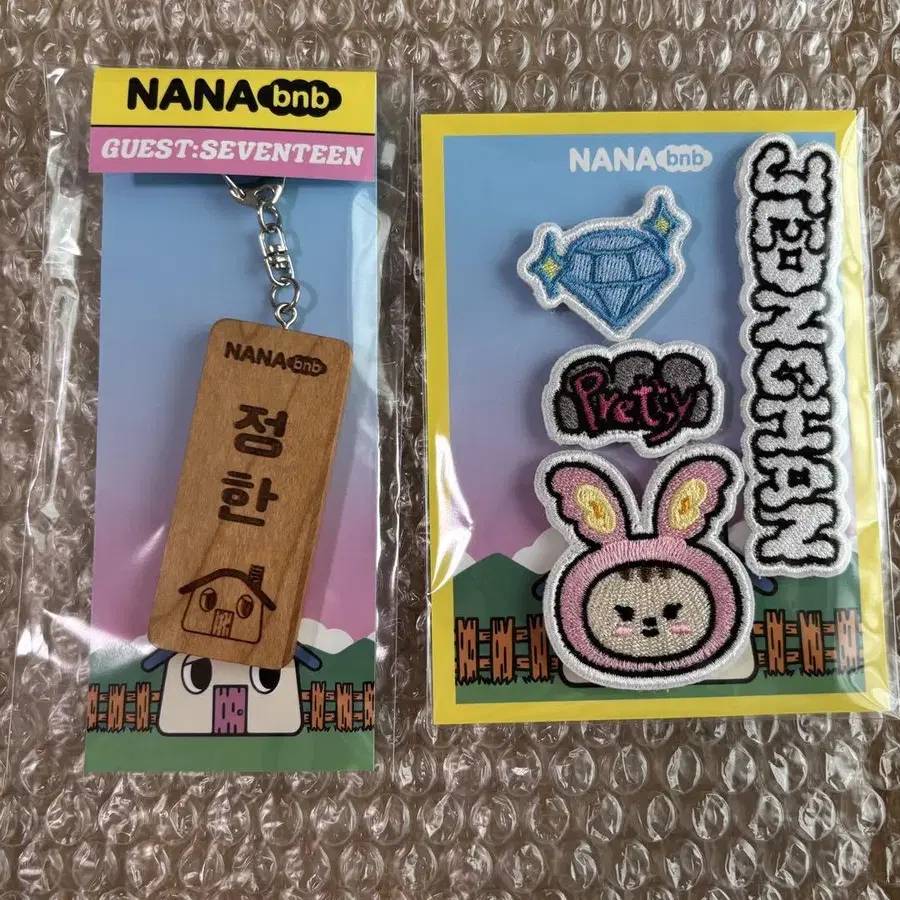 NANA bnb
GUEST:SEVENTEEN
NANA bnb
정
한
NANA bnb
Pretty
JEONGHAN